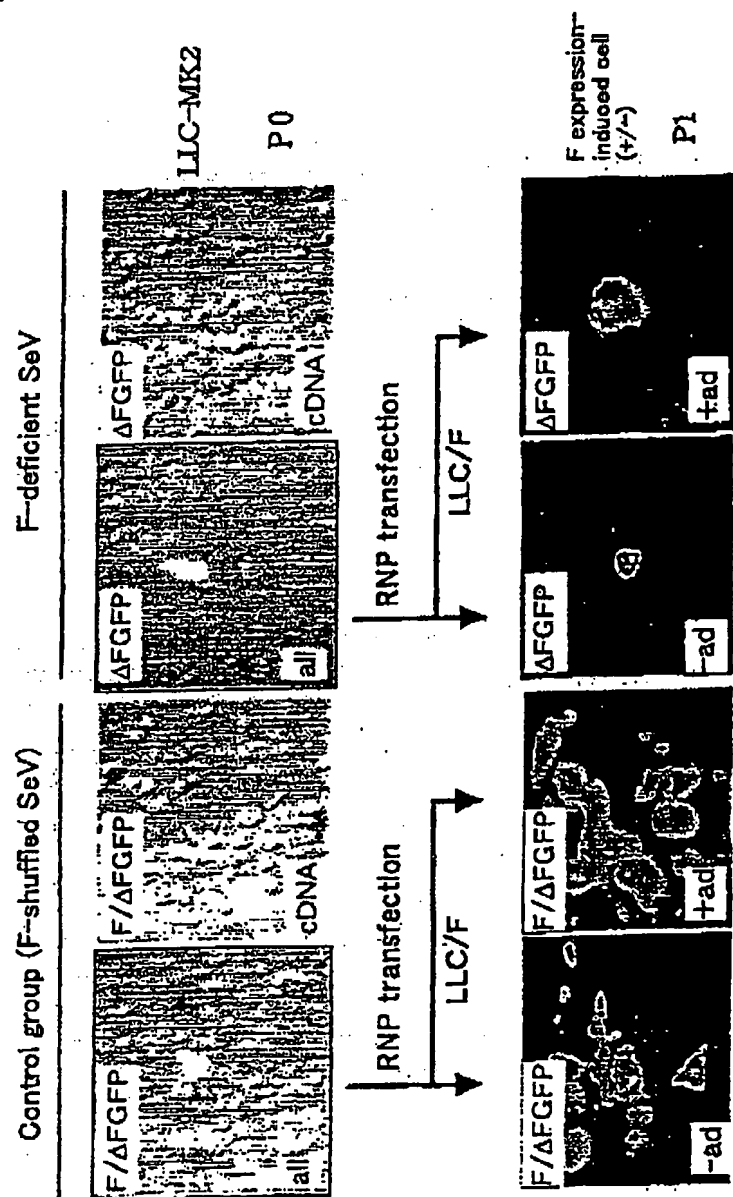 Control group (F-shuffled SeV)
F-deficient SeV
F/ΔFGFP
all
F/ΔFGFP
cDNA
ΔFGFP
all
ΔFGFP
cDNA
LLC-MK2
P0
RNP transfection
LLC/F
RNP transfection
LLC/F
F/ΔFGFP
-ad
F/ΔFGFP
+ad
ΔFGFP
-ad
ΔFGFP
+ad
F expression-
induced cell
(+/-)
P1